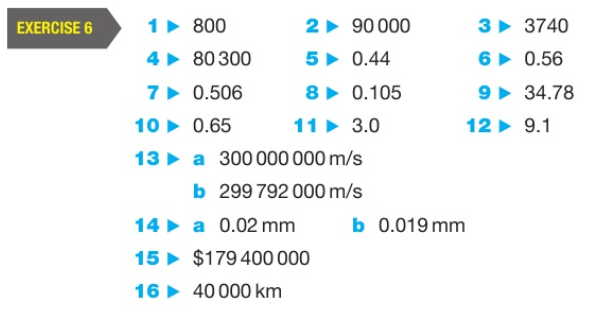 EXERCISE 6 1 ▶ 800 2 ▶ 90 000 3 ▶ 3740
4 ▶ 80 300 5 ▶ 0.44 6 ▶ 0.56
7 ▶ 0.506 8 ▶ 0.105 9 ▶ 34.78
10 ▶ 0.65 11 ▶ 3.0 12 ▶ 9.1
13 ▶ a 300 000 000 m/s
b 299 792 000 m/s
14 ▶ a 0.02 mm b 0.019 mm
15 ▶ $179 400 000
16 ▶ 40 000 km